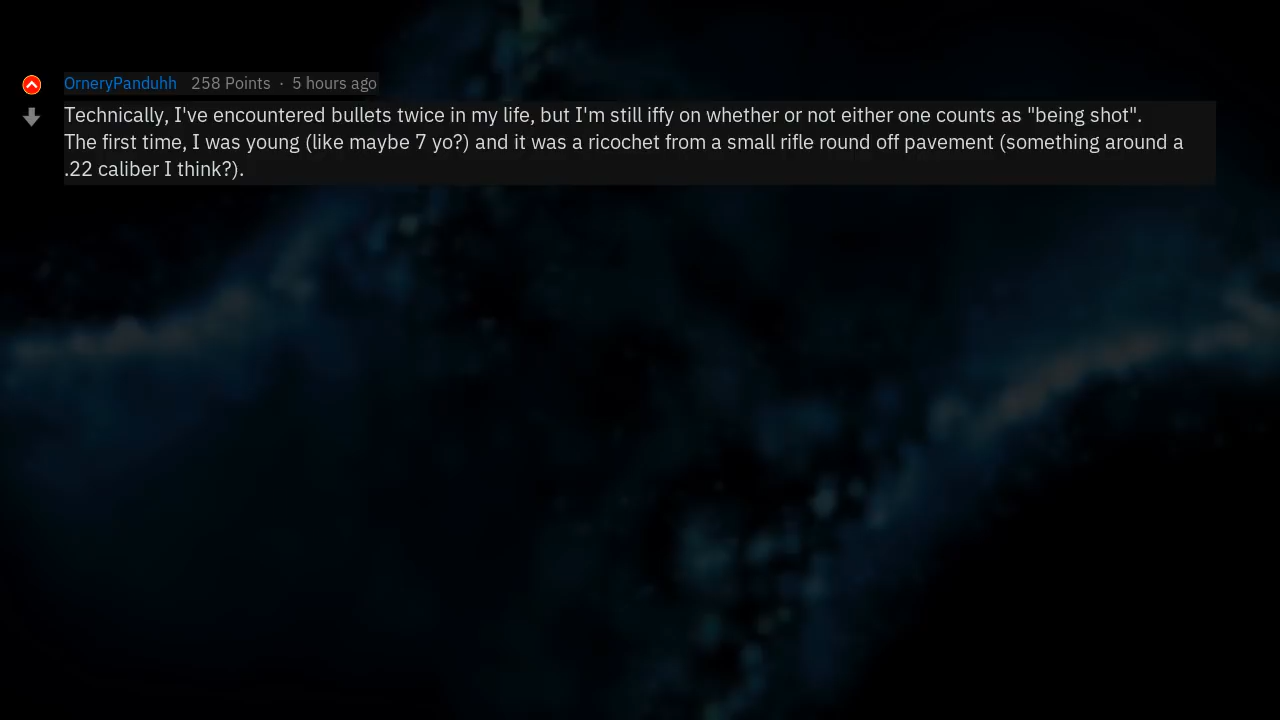 OrneryPanduhh 258 Points · 5 hours ago
Technically, I've encountered bullets twice in my life, but I'm still iffy on whether or not either one counts as "being shot".
The first time, I was young (like maybe 7 yo?) and it was a ricochet from a small rifle round off pavement (something around a
.22 caliber I think?).